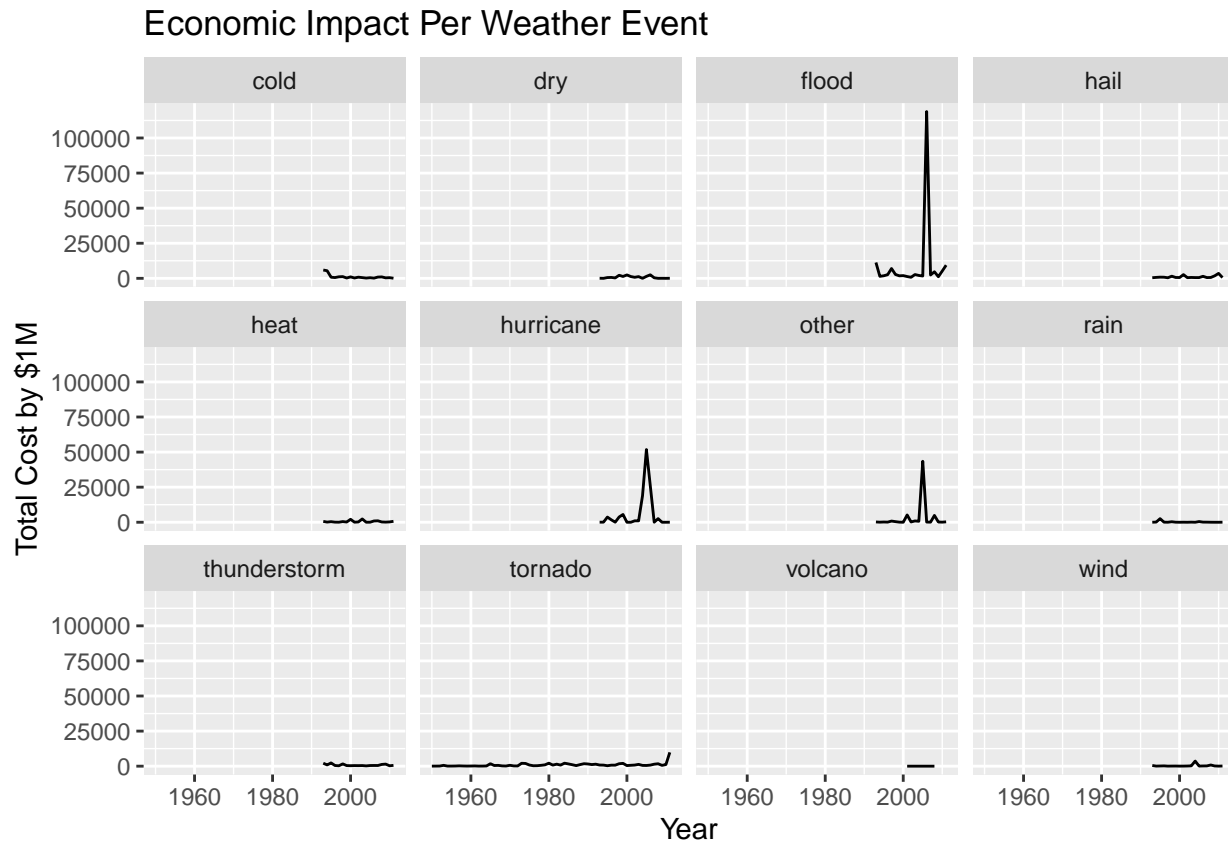 Economic Impact Per Weather Event
cold dry flood hail
100000
75000
50000
25000
0
heat hurricane other rain
100000
75000
50000
25000
0
thunderstorm tornado volcano wind
100000
75000
50000
25000
0
1960 1980 2000 1960 1980 2000 1960 1980 2000 1960 1980 2000
Year
Total Cost by $1M